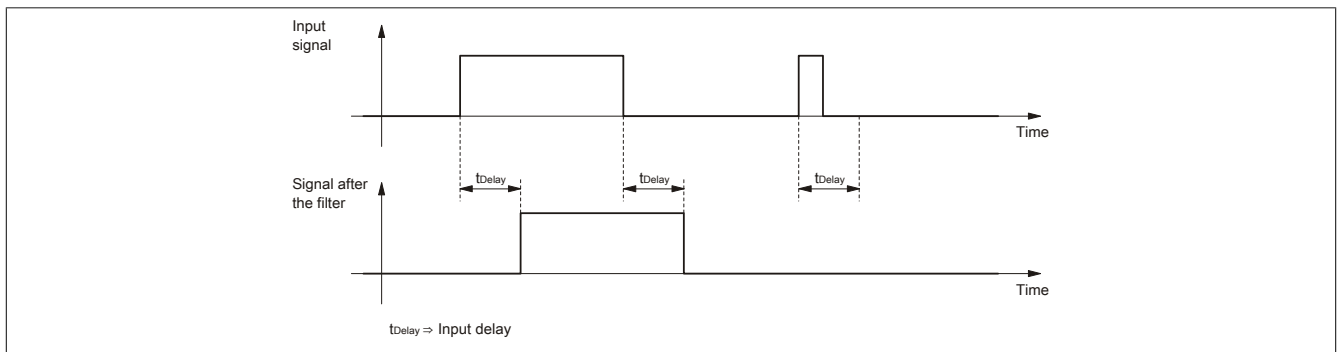 Input
signal
Time
Signal after
the filter
tDelay
tDelay
tDelay
Time
tDelay ⇒ Input delay